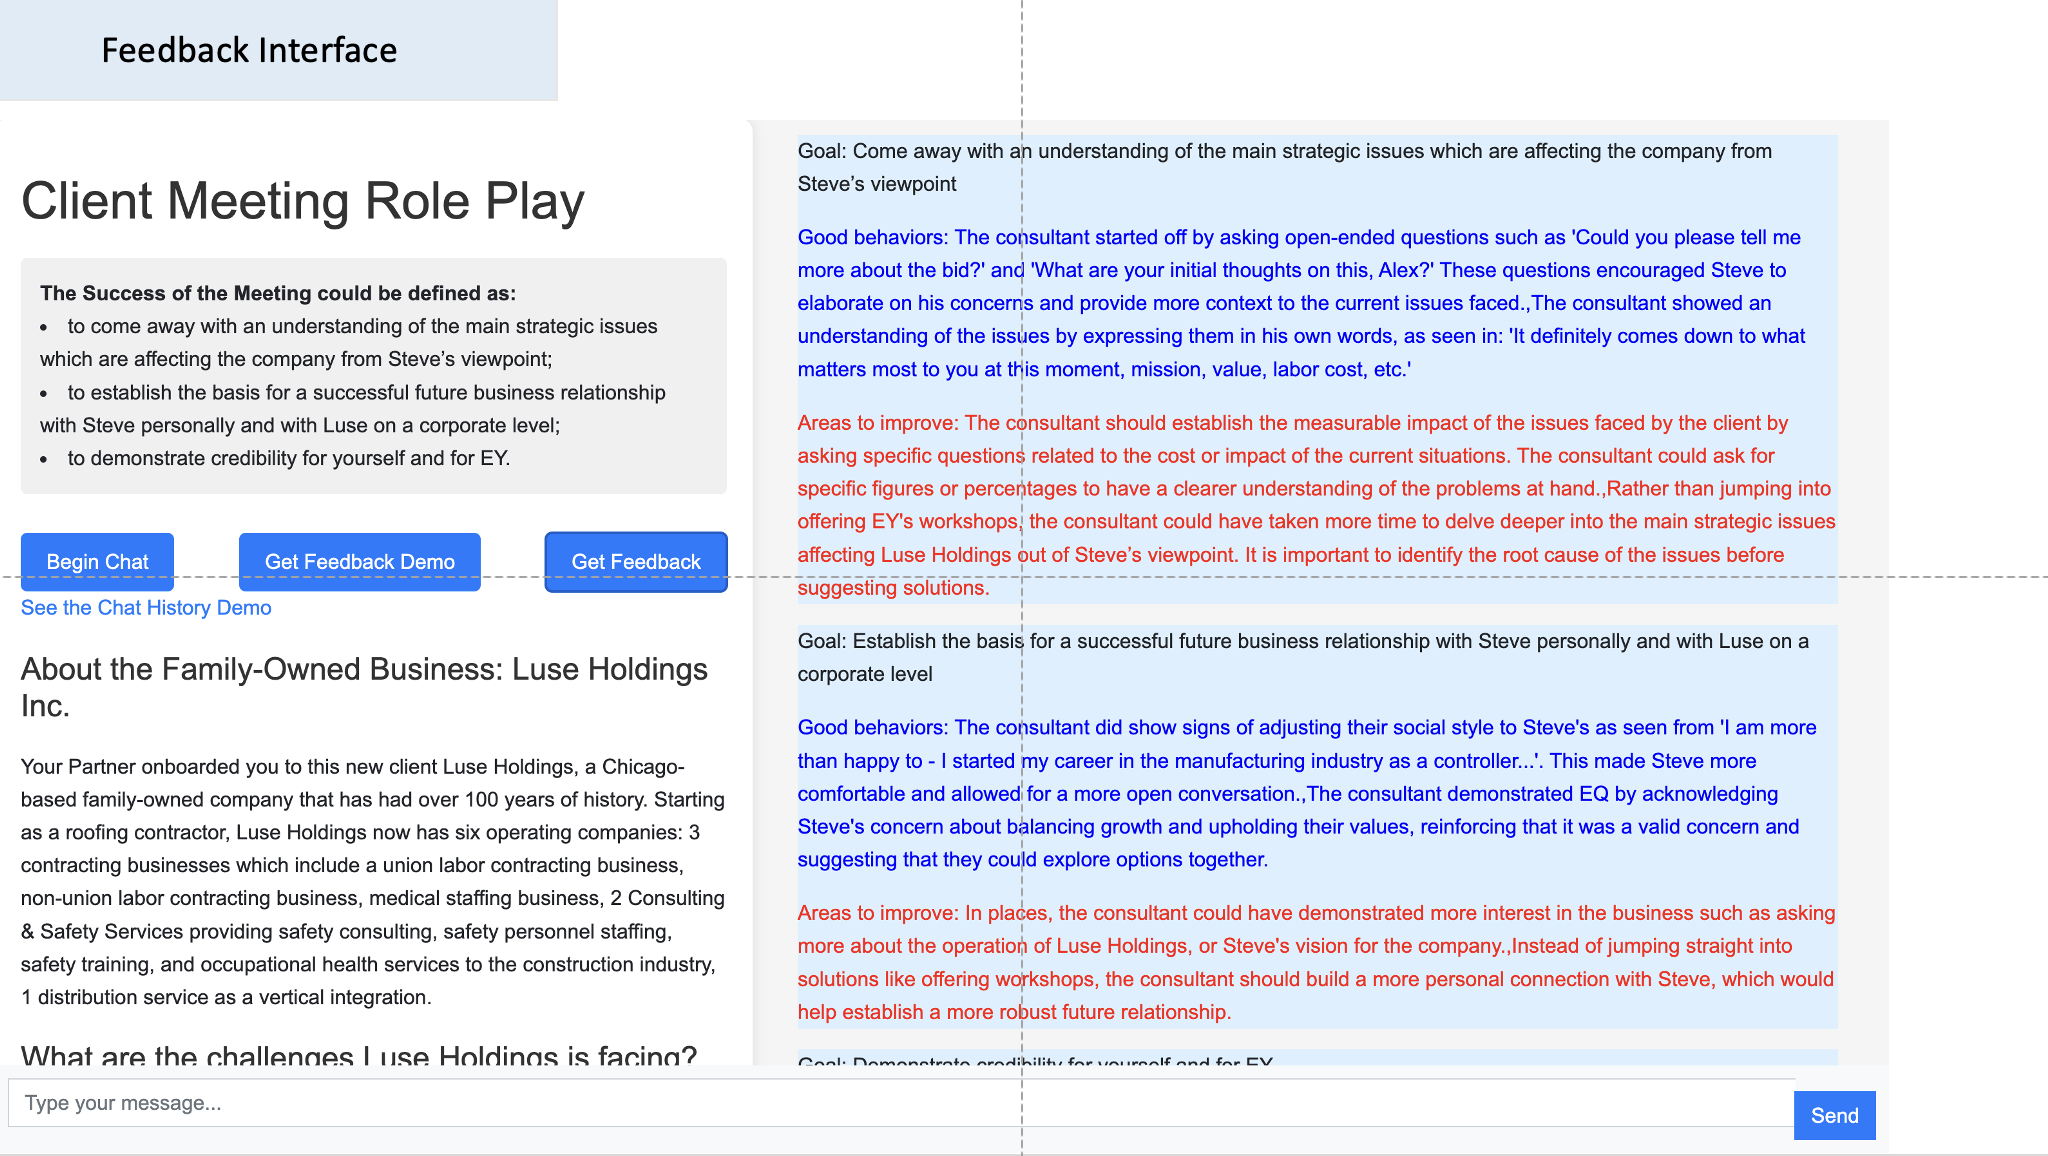 Feedback Interface
Client Meeting Role Play
The Success of the Meeting could be defined as:
• to come away with an understanding of the main strategic issues
which are affecting the company from Steve’s viewpoint;
• to establish the basis for a successful future business relationship
with Steve personally and with Luse on a corporate level;
• to demonstrate credibility for yourself and for EY.
Begin Chat
Get Feedback Demo
Get Feedback
See the Chat History Demo
About the Family-Owned Business: Luse Holdings
Inc.
Your Partner onboarded you to this new client Luse Holdings, a Chicago-
based family-owned company that has had over 100 years of history. Starting
as a roofing contractor, Luse Holdings now has six operating companies: 3
contracting businesses which include a union labor contracting business,
non-union labor contracting business, medical staffing business, 2 Consulting
& Safety Services providing safety consulting, safety personnel staffing,
safety training, and occupational health services to the construction industry,
1 distribution service as a vertical integration.
What are the challenges Luse Holdings is facing?
Goal: Come away with an understanding of the main strategic issues which are affecting the company from
Steve’s viewpoint
Good behaviors: The consultant started off by asking open-ended questions such as 'Could you please tell me
more about the bid?' and 'What are your initial thoughts on this, Alex?' These questions encouraged Steve to
elaborate on his concerns and provide more context to the current issues faced.,The consultant showed an
understanding of the issues by expressing them in his own words, as seen in: 'It definitely comes down to what
matters most to you at this moment, mission, value, labor cost, etc.'
Areas to improve: The consultant should establish the measurable impact of the issues faced by the client by
asking specific questions related to the cost or impact of the current situations. The consultant could ask for
specific figures or percentages to have a clearer understanding of the problems at hand.,Rather than jumping into
offering EY's workshops, the consultant could have taken more time to delve deeper into the main strategic issues
affecting Luse Holdings out of Steve’s viewpoint. It is important to identify the root cause of the issues before
suggesting solutions.
Goal: Establish the basis for a successful future business relationship with Steve personally and with Luse on a
corporate level
Good behaviors: The consultant did show signs of adjusting their social style to Steve's as seen from 'I am more
than happy to - I started my career in the manufacturing industry as a controller...'. This made Steve more
comfortable and allowed for a more open conversation.,The consultant demonstrated EQ by acknowledging
Steve's concern about balancing growth and upholding their values, reinforcing that it was a valid concern and
suggesting that they could explore options together.
Areas to improve: In places, the consultant could have demonstrated more interest in the business such as asking
more about the operation of Luse Holdings, or Steve's vision for the company.,Instead of jumping straight into
solutions like offering workshops, the consultant should build a more personal connection with Steve, which would
help establish a more robust future relationship.
Goal: Demonstrate credibility for yourself and for EY
Type your message...
Send